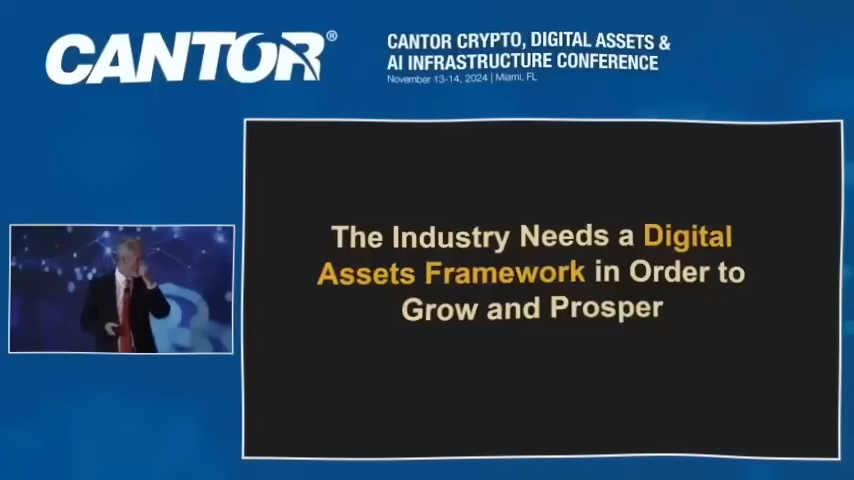 CANTOR®
CANTOR CRYPTO, DIGITAL ASSETS &
AI INFRASTRUCTURE CONFERENCE
November 13-14, 2024 | Miami, FL
The Industry Needs a Digital
Assets Framework in Order to
Grow and Prosper